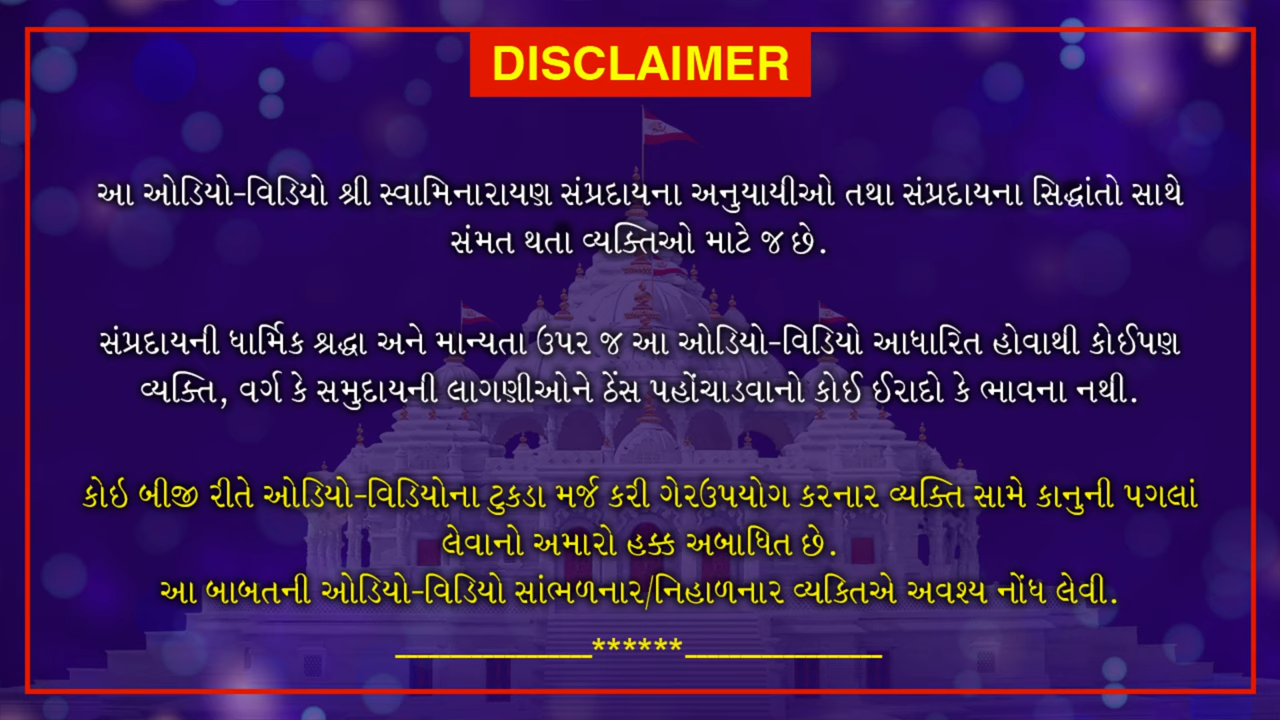 DISCLAIMER
આ ઓડિયો-વિડિયો શ્રી સ્વામિનારાયણ સંપ્રદાયના અનુયાયીઓ તથા સંપ્રદાયના સિદ્ધાંતો સાથે
સંમત થતા વ્યક્તિઓ માટે જ છે.
સંપ્રદાયની ધાર્મિક શ્રદ્ધા અને માન્યતા ઉપર જ આ ઓડિયો-વિડિયો આધારિત હોવાથી કોઈપણ
વ્યક્તિ, વર્ગ કે સમુદાયની લાગણીઓને ઠેંસ પહોંચાડવાનો કોઈ ઈરાદો કે ભાવના નથી.
કોઇ બીજી રીતે ઓડિયો-વિડિયોના ટુકડા મર્જ કરી ગેરઉપયોગ કરનાર વ્યક્તિ સામે કાનુની પગલાં
લેવાનો અમારો હક્ક અબાધિત છે.
આ બાબતની ઓડિયો-વિડિયો સાંભળનાર/નિહાળનાર વ્યકિતએ અવશ્ય નોંધ લેવી.
_________________******_________________